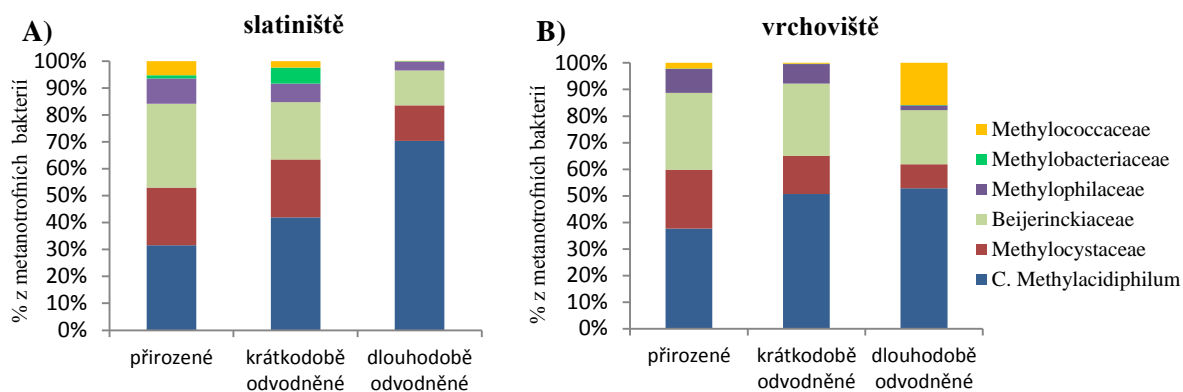 A)
slatiniště
% z metanotrofních bakterií
100%
90%
80%
70%
60%
50%
40%
30%
20%
10%
0%
přirozené
krátkodobě
odvodněné
dlouhodobě
odvodněné
B)
vrchoviště
% z metanotrofních bakterií
100%
90%
80%
70%
60%
50%
40%
30%
20%
10%
0%
přirozené
krátkodobě
odvodněné
dlouhodobě
odvodněné
Methylococcaceae
Methylobacteriaceae
Methylophilaceae
Beijerinckiaceae
Methylocystaceae
C. Methylacidiphilum